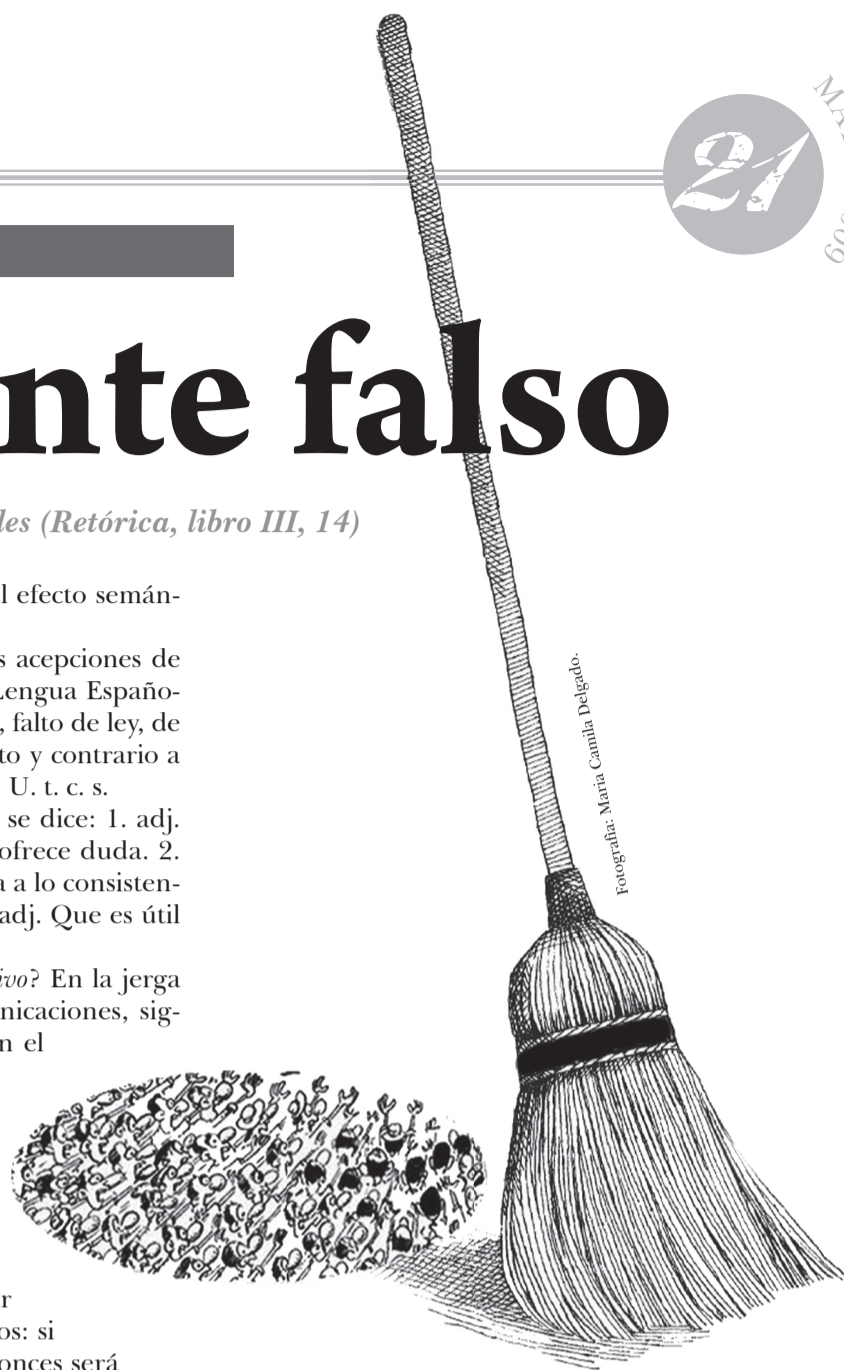 21
nte falso
les (Retórica, libro III, 14)
l efecto semán-
s acepciones de
Lengua Españo-
, falto de ley, de
to y contrario a
U. t. c. s.
se dice: 1. adj.
ofrece duda. 2.
a a lo consisten-
adj. Que es útil
ivo? En la jerga
nicaciones, sig-
n el
r
os: si
onces será
Fotografía: Maria Camila Delgado.